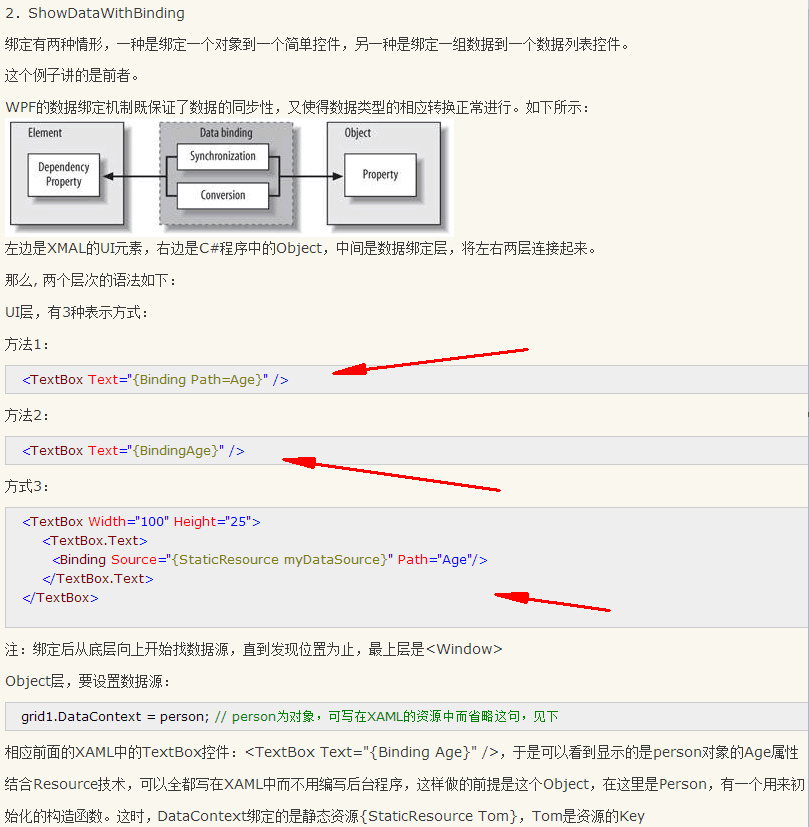 2．ShowDataWithBinding
绑定有两种情形，一种是绑定一个对象到一个简单控件，另一种是绑定一组数据到一个数据列表控件。
这个例子讲的是前者。
WPF的数据绑定机制既保证了数据的同步性，又使得数据类型的相应转换正常进行。如下所示：
Element
Data binding
Object
Dependency
Property
Synchronization
Conversion
Property
左边是XMAL的UI元素，右边是C#程序中的Object，中间是数据绑定层，将左右两层连接起来。
那么, 两个层次的语法如下：
UI层，有3种表示方式：
方法1：
<TextBox Text="{Binding Path=Age}" />
方法2：
<TextBox Text="{BindingAge}" />
方式3：
<TextBox Width="100" Height="25">
<TextBox.Text>
<Binding Source="{StaticResource myDataSource}" Path="Age"/>
</TextBox.Text>
</TextBox>
注：绑定后从底层向上开始找数据源，直到发现位置为止，最上层是<Window>
Object层，要设置数据源：
grid1.DataContext = person; // person为对象，可写在XAML的资源中而省略这句，见下
相应前面的XAML中的TextBox控件：<TextBox Text="{Binding Age}" />，于是可以看到显示的是person对象的Age属性
结合Resource技术，可以全都写在XAML中而不用编写后台程序，这样做的前提是这个Object，在这里是Person，有一个用来初
始化的构造函数。这时，DataContext绑定的是静态资源{StaticResource Tom}，Tom是资源的Key